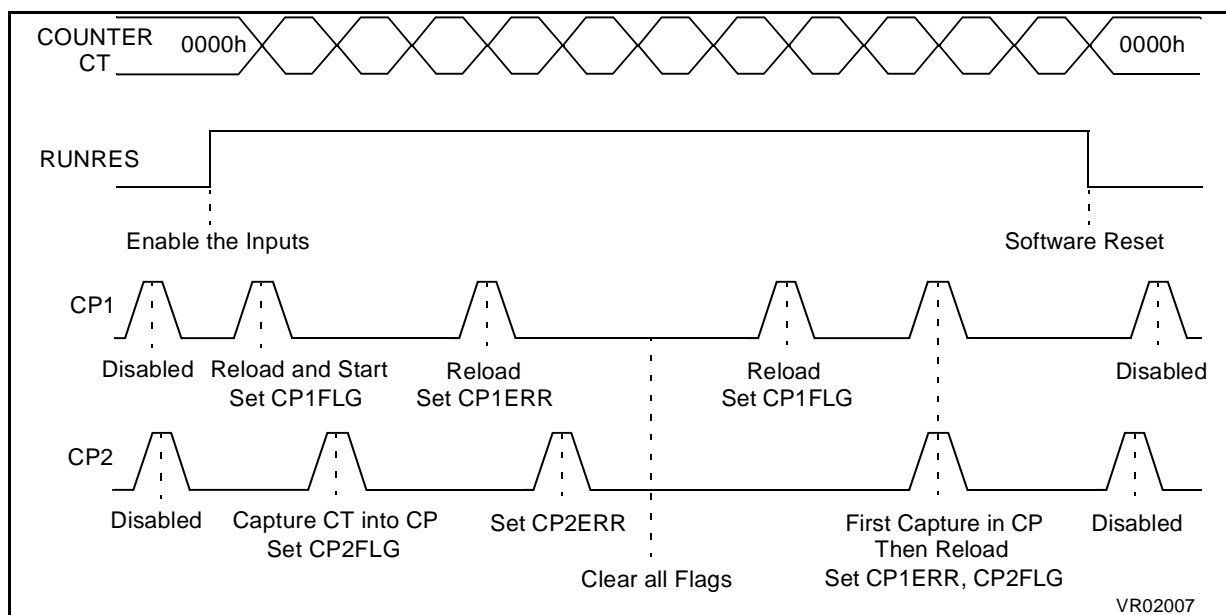 COUNTER
CT
0000h
0000h
RUNRES
Enable the Inputs
Software Reset
CP1
Disabled
Reload and Start
Set CP1FLG
Reload
Set CP1ERR
Reload
Set CP1FLG
Disabled
CP2
Disabled
Capture CT into CP
Set CP2FLG
Set CP2ERR
Clear all Flags
First Capture in CP
Then Reload
Set CP1ERR, CP2FLG
Disabled
VR02007